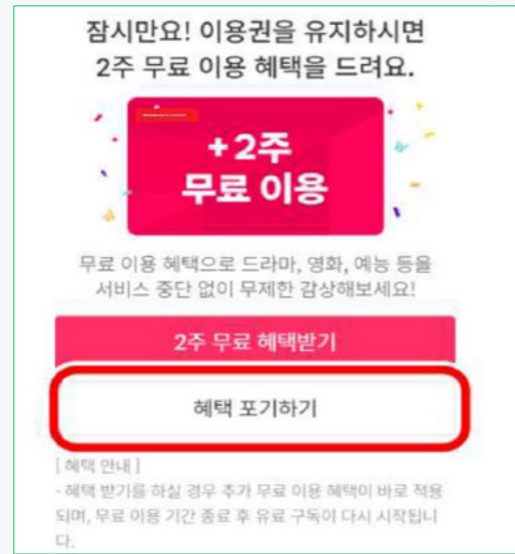 잠시만요! 이용권을 유지하시면
2주 무료 이용 혜택을 드려요.
+2주
무료 이용
무료 이용 혜택으로 드라마, 영화, 예능 등을
서비스 중단 없이 무제한 감상해보세요!
2주 무료 혜택받기
혜택 포기하기
[ 혜택 안내 ]
- 혜택 받기를 하실 경우 추가 무료 이용 혜택이 바로 적용
되며, 무료 이용 기간 종료 후 유료 구독이 다시 시작됩니
다.